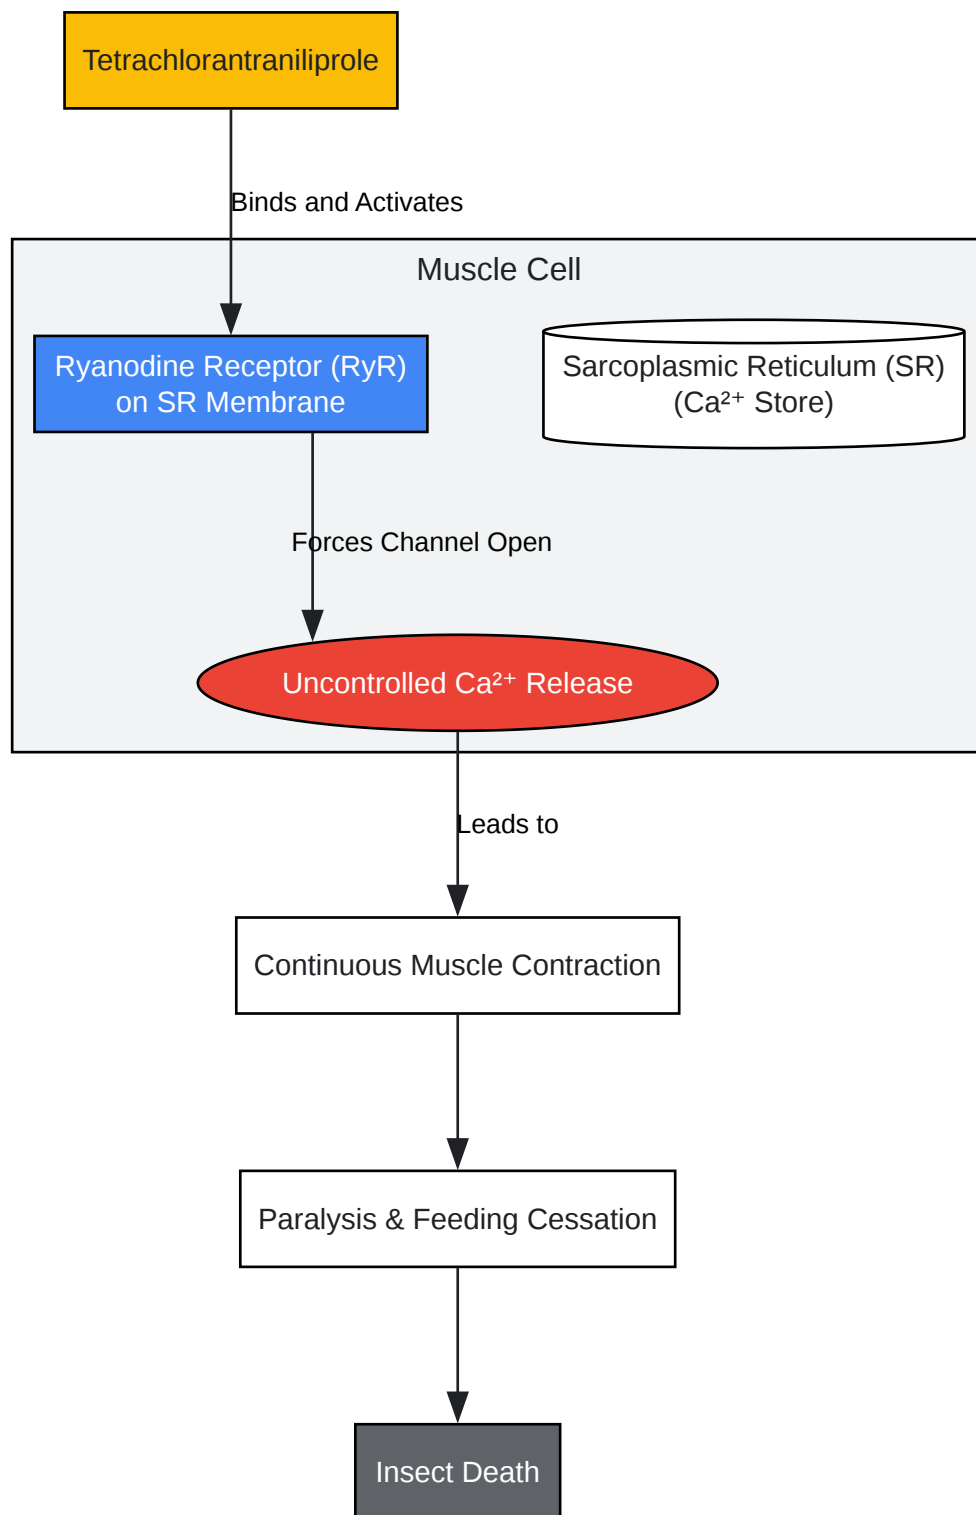 Tetrachlorantraniliprole
Binds and Activates
Muscle Cell
Ryanodine Receptor (RyR)
on SR Membrane
Sarcoplasmic Reticulum (SR)
(Ca²⁺ Store)
Forces Channel Open
Uncontrolled Ca²⁺ Release
Leads to
Continuous Muscle Contraction
Paralysis & Feeding Cessation
Insect Death